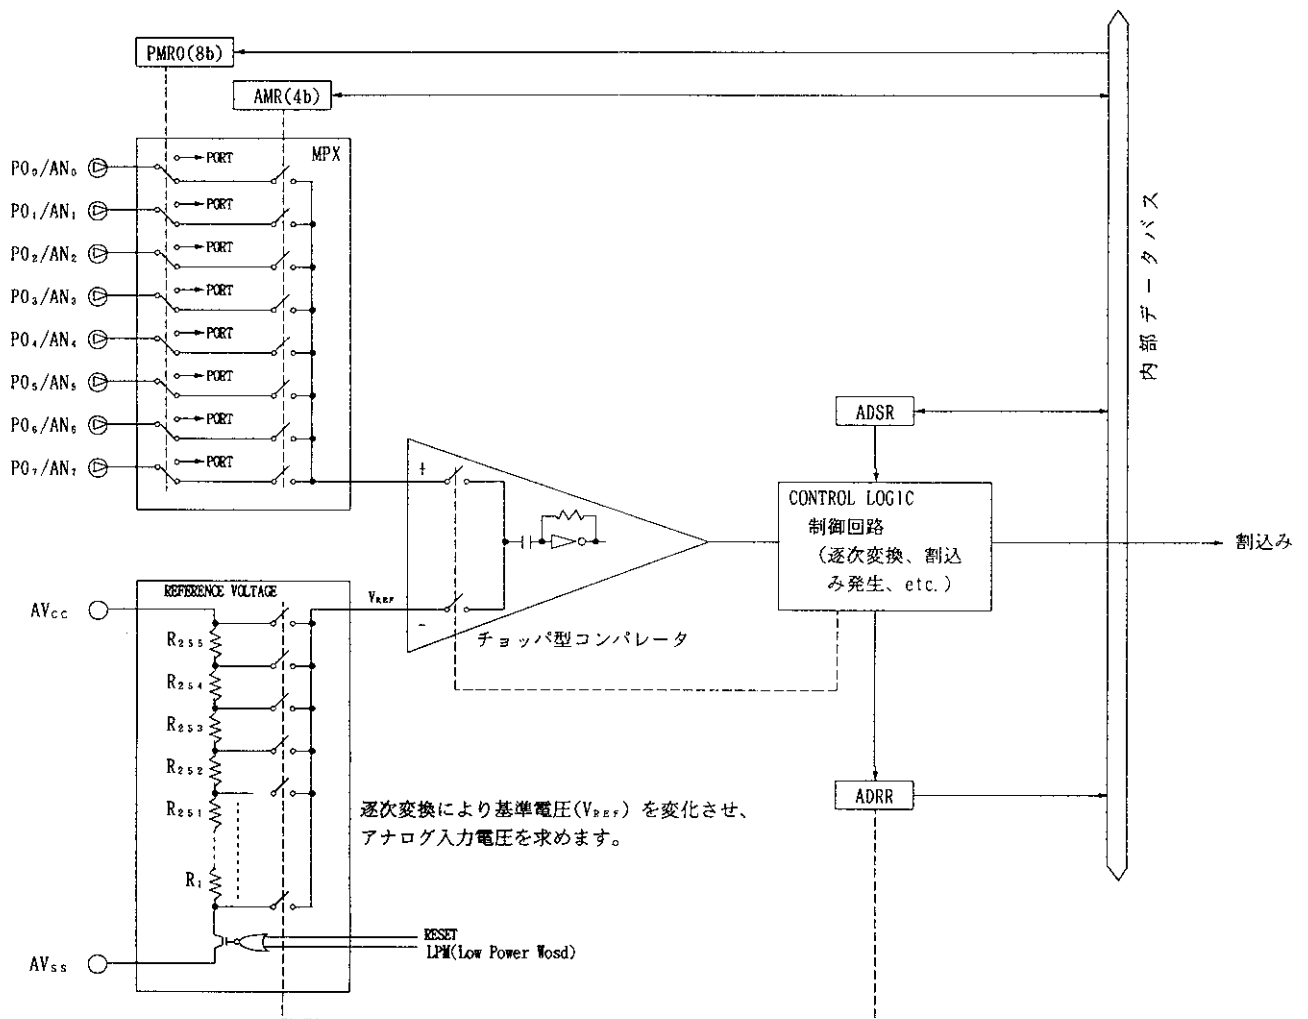 PMR0(8b)
AMR(4b)
MPX
P0₀/AN₀
PORT
P0₁/AN₁
PORT
P0₂/AN₂
PORT
P0₃/AN₃
PORT
P0₄/AN₄
PORT
P0₅/AN₅
PORT
P0₆/AN₆
PORT
P0₇/AN₇
PORT
内部データバス
ADSR
+
CONTROL LOGIC
制御回路
(逐次変換、割込
み発生、etc.)
割込み
REFERENCE VOLTAGE
AVcc
VREF
-
チョッパ型コンパレータ
R₂₅₅
R₂₅₄
R₂₅₃
R₂₅₂
R₂₅₁
R₁
逐次変換により基準電圧(VREF) を変化させ、
アナログ入力電圧を求めます。
ADRR
RESET
LPM(Low Power Wosd)
AVss